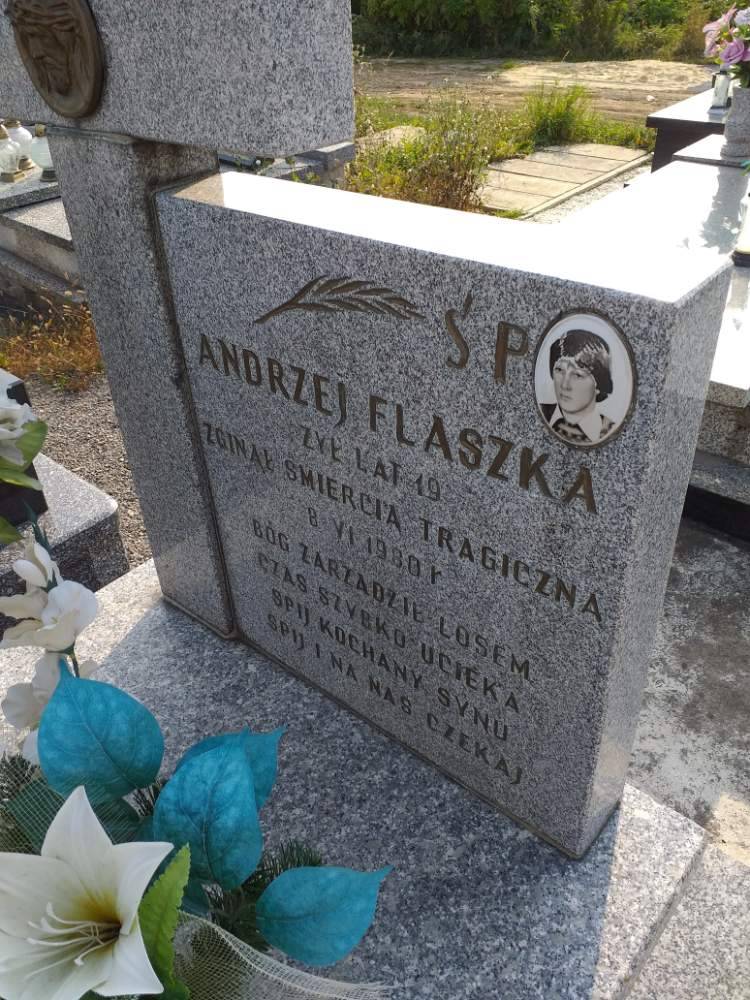 Ś P
ANDRZEJ FLASZKA
ŻYŁ LAT 19
ZGINĄŁ ŚMIERCIĄ TRAGICZNĄ
8 VI 1980 r
BÓG ZARZĄDZIŁ LOSEM
CZAS SZYBKO UCIEKA
ŚPIJ KOCHANY SYNU
ŚPIJ I NA NAS CZEKAJ